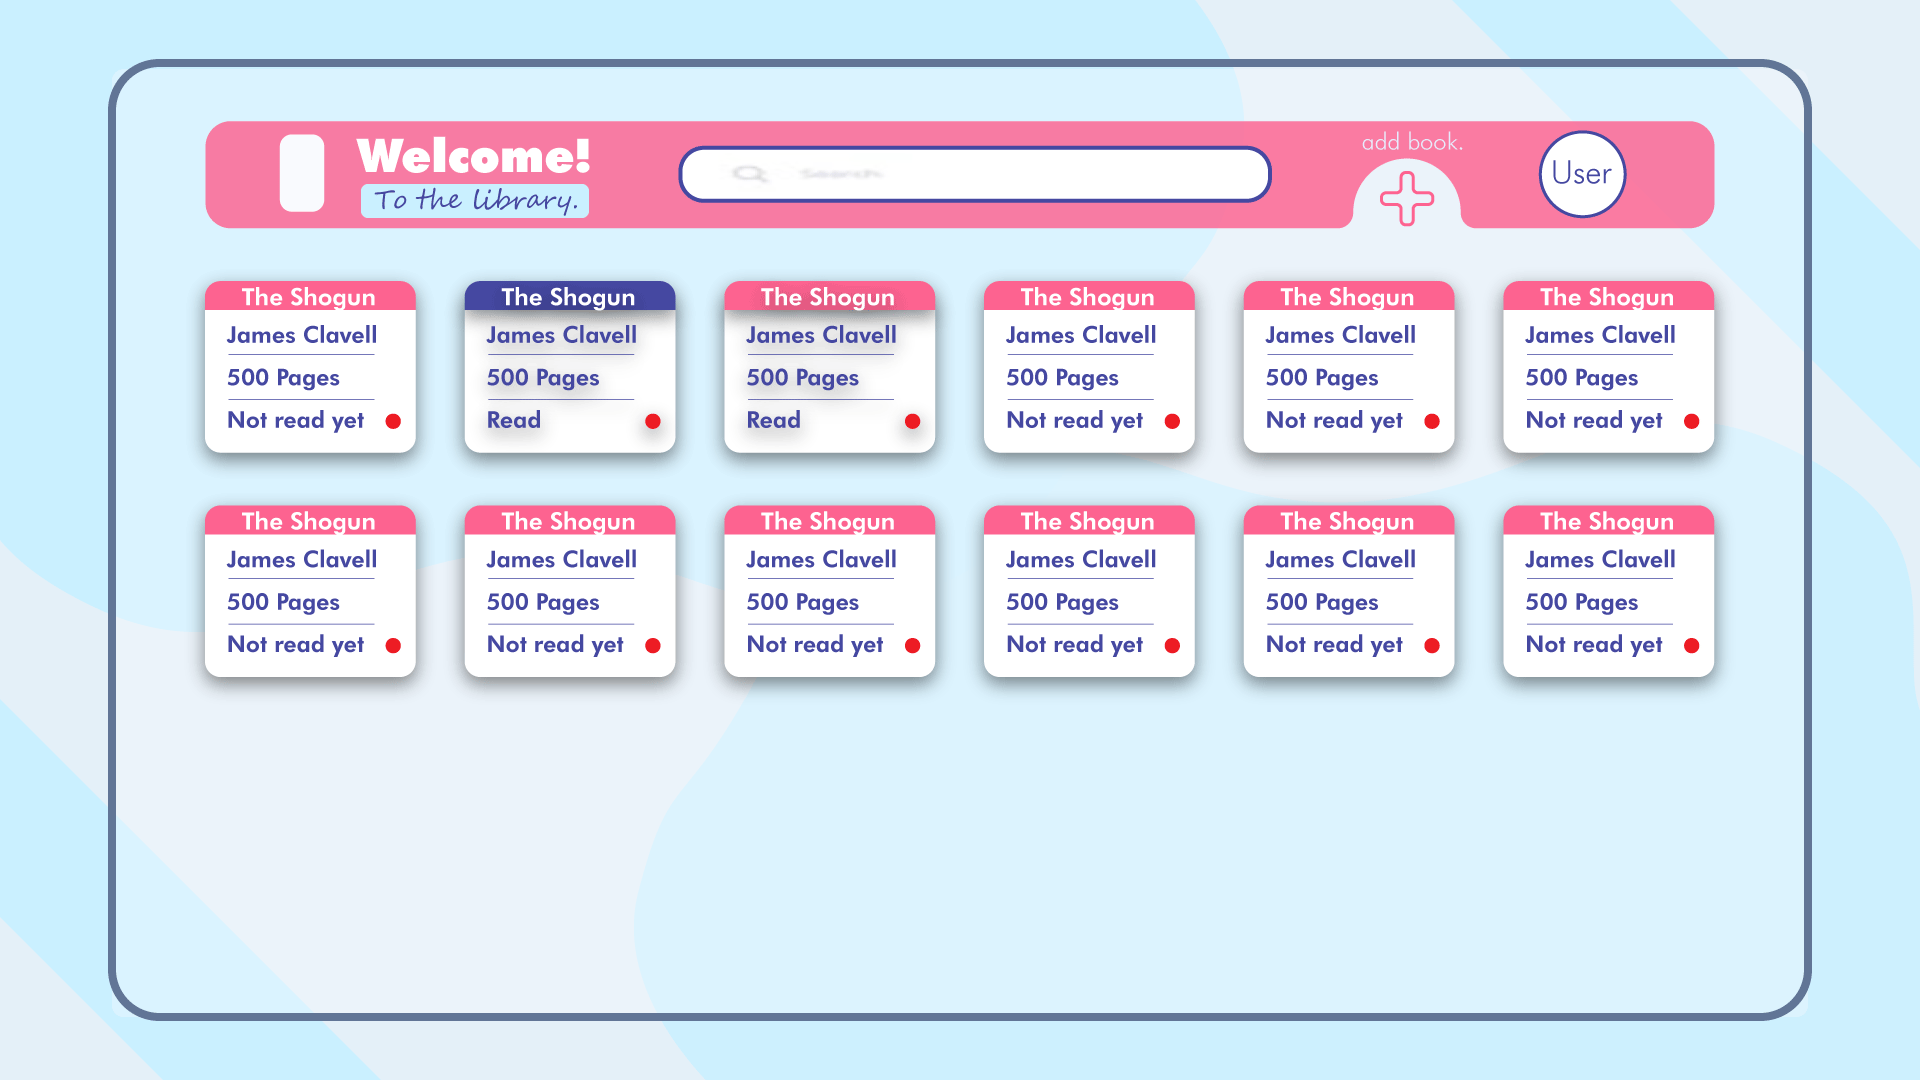 Welcome!
To the library.
Search
add book.
User
The Shogun
James Clavell
500 Pages
Not read yet
The Shogun
James Clavell
500 Pages
Read
The Shogun
James Clavell
500 Pages
Read
The Shogun
James Clavell
500 Pages
Not read yet
The Shogun
James Clavell
500 Pages
Not read yet
The Shogun
James Clavell
500 Pages
Not read yet
The Shogun
James Clavell
500 Pages
Not read yet
The Shogun
James Clavell
500 Pages
Not read yet
The Shogun
James Clavell
500 Pages
Not read yet
The Shogun
James Clavell
500 Pages
Not read yet
The Shogun
James Clavell
500 Pages
Not read yet
The Shogun
James Clavell
500 Pages
Not read yet